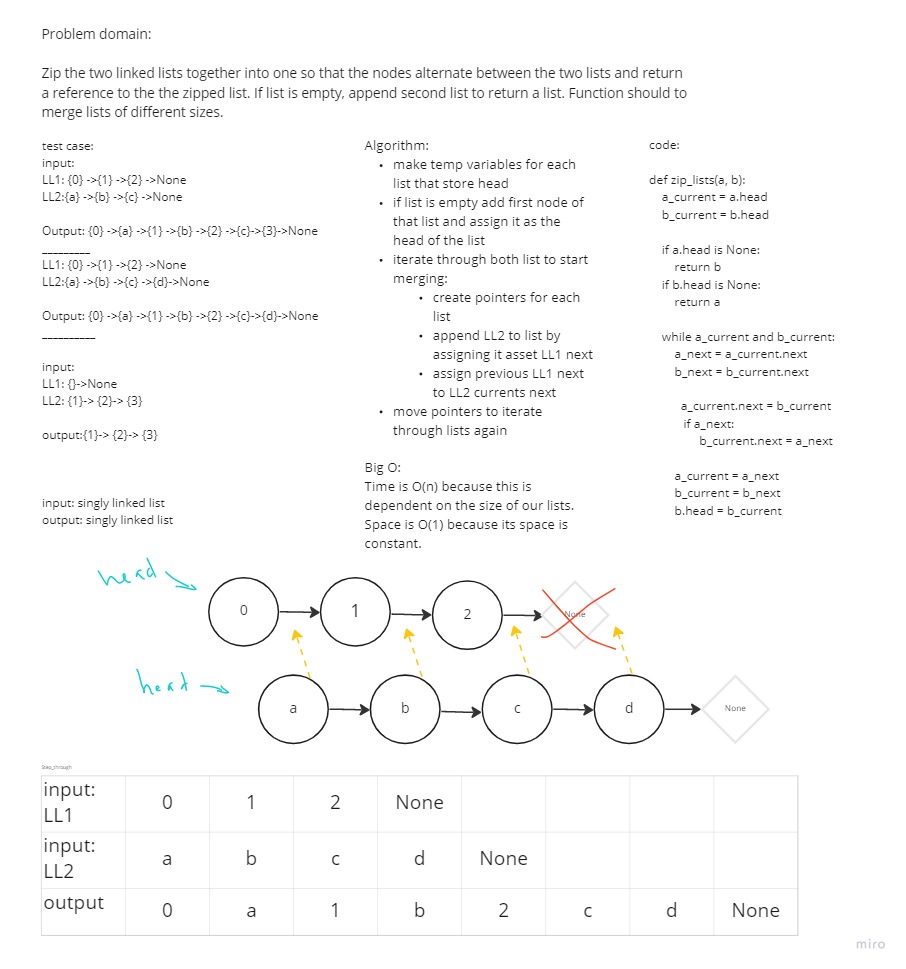 Problem domain:
Zip the two linked lists together into one so that the nodes alternate between the two lists and return
a reference to the the zipped list. If list is empty, append second list to return a list. Function should to
merge lists of different sizes.
test case:
input:
LL1: {0} ->{1} ->{2} ->None
LL2:{a} ->{b} ->{c} ->None
Output: {0} ->{a} ->{1} ->{b} ->{2} ->{c}->{3}->None
__________
LL1: {0} ->{1} ->{2} ->None
LL2:{a} ->{b} ->{c} ->{d}->None
Output: {0} ->{a} ->{1} ->{b} ->{2} ->{c}->{d}->None
___________
input:
LL1: {}->None
LL2: {1}-> {2}-> {3}
output:{1}-> {2}-> {3}
input: singly linked list
output: singly linked list
Algorithm:
• make temp variables for each
list that store head
• if list is empty add first node of
that list and assign it as the
head of the list
• iterate through both list to start
merging:
• create pointers for each
list
• append LL2 to list by
assigning it asset LL1 next
• assign previous LL1 next
to LL2 currents next
• move pointers to iterate
through lists again
Big O:
Time is O(n) because this is
dependent on the size of our lists.
Space is O(1) because its space is
constant.
code:
def zip_lists(a, b):
a_current = a.head
b_current = b.head
if a.head is None:
return b
if b.head is None:
return a
while a_current and b_current:
a_next = a_current.next
b_next = b_current.next
a_current.next = b_current
if a_next:
b_current.next = a_next
a_current = a_next
b_current = b_next
b.head = b_current
head
0 1 2 None
head
a b c d None
Step_through
input:
LL1 0 1 2 None
input:
LL2 a b c d None
output 0 a 1 b 2 c d None
miro